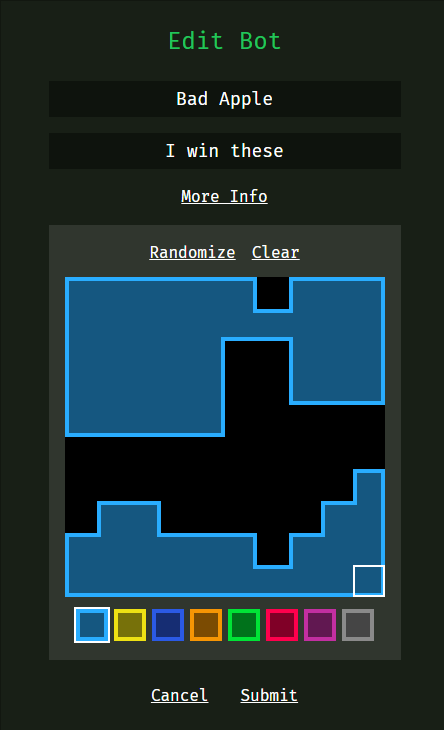 Edit Bot
Bad Apple
I win these
More Info
Randomize Clear
Cancel Submit